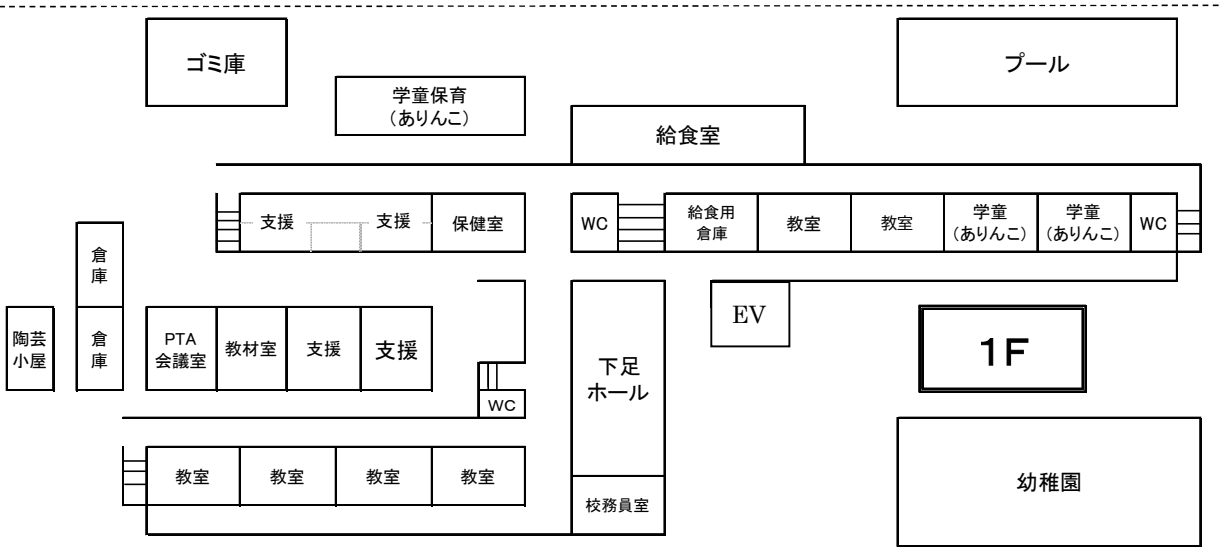 ゴミ庫
プール
学童保育
（ありんこ）
給食室
支援
支援
保健室
WC
給食用
倉庫
教室
教室
学童
（ありんこ）
学童
（ありんこ）
WC
倉
庫
EV
陶芸
小屋
倉
庫
PTA
会議室
教材室
支援
支援
下足
ホール
1F
WC
教室
教室
教室
教室
校務員室
幼稚園